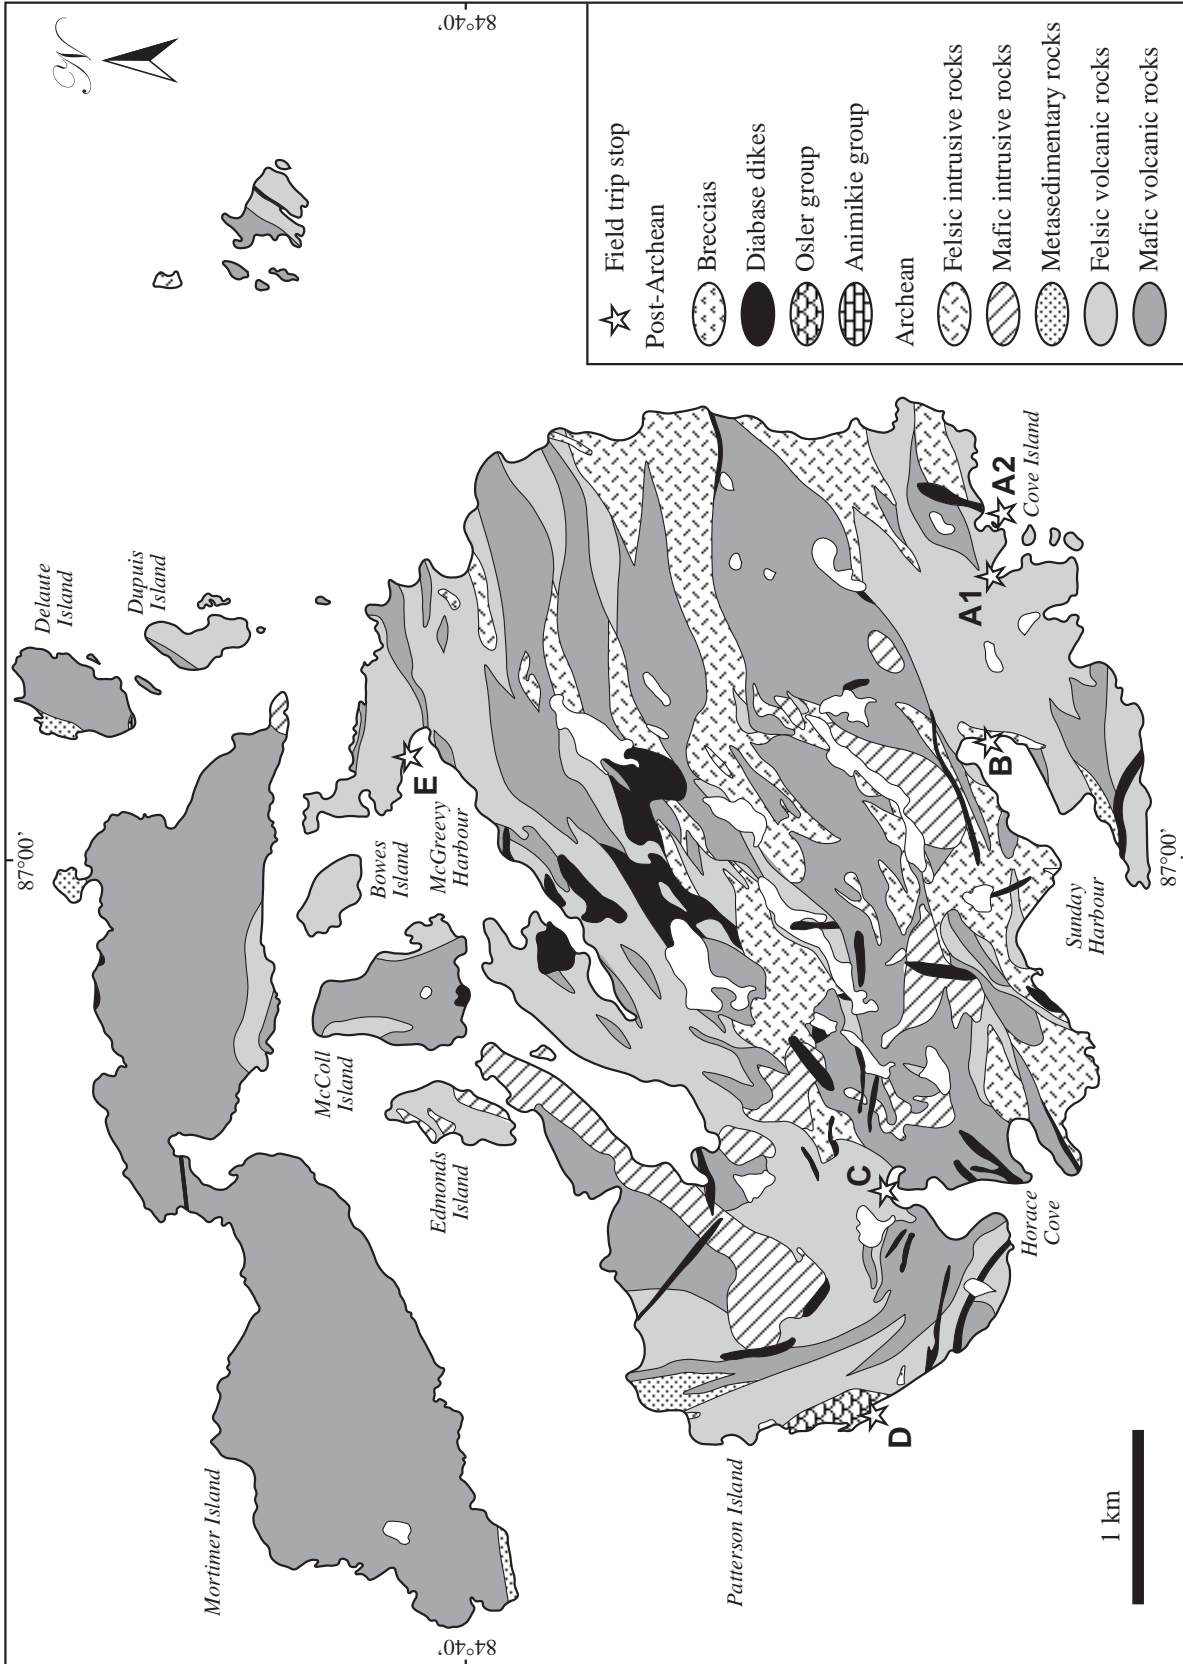 N
84°40'
87°00'
Delaute
Island
Dupuis
Island
Bowes
Island
McGreevy
Harbour
E
McColl
Island
Edmonds
Island
Mortimer Island
Patterson Island
84°40'
A2
Cove Island
A1
B
Sunday
Harbour
87°00'
C
Horace
Cove
D
1 km
Field trip stop
Post-Archean
Breccias
Diabase dikes
Osler group
Animikie group
Archean
Felsic intrusive rocks
Mafic intrusive rocks
Metasedimentary rocks
Felsic volcanic rocks
Mafic volcanic rocks